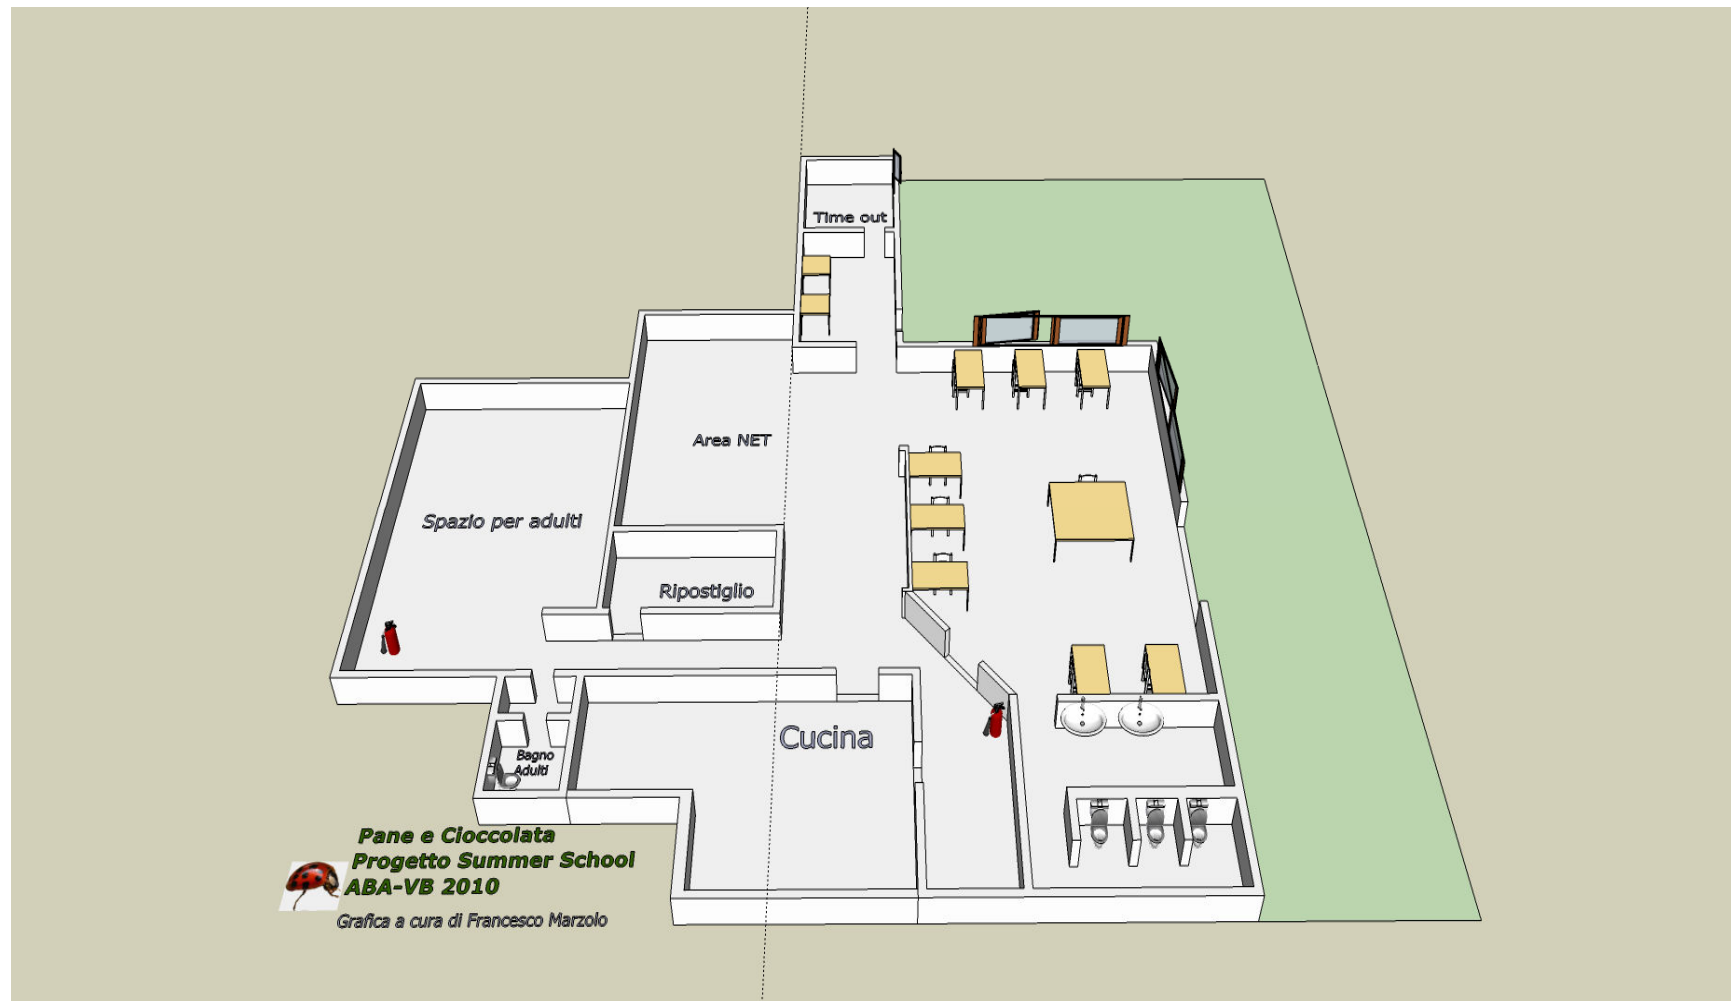 Time out
Area NET
Spazio per adulti
Ripostiglio
Cucina
Bagno
Adulti
Pane e Cioccolata
Progetto Summer School
ABA-VB 2010
Grafica a cura di Francesco Marzolo